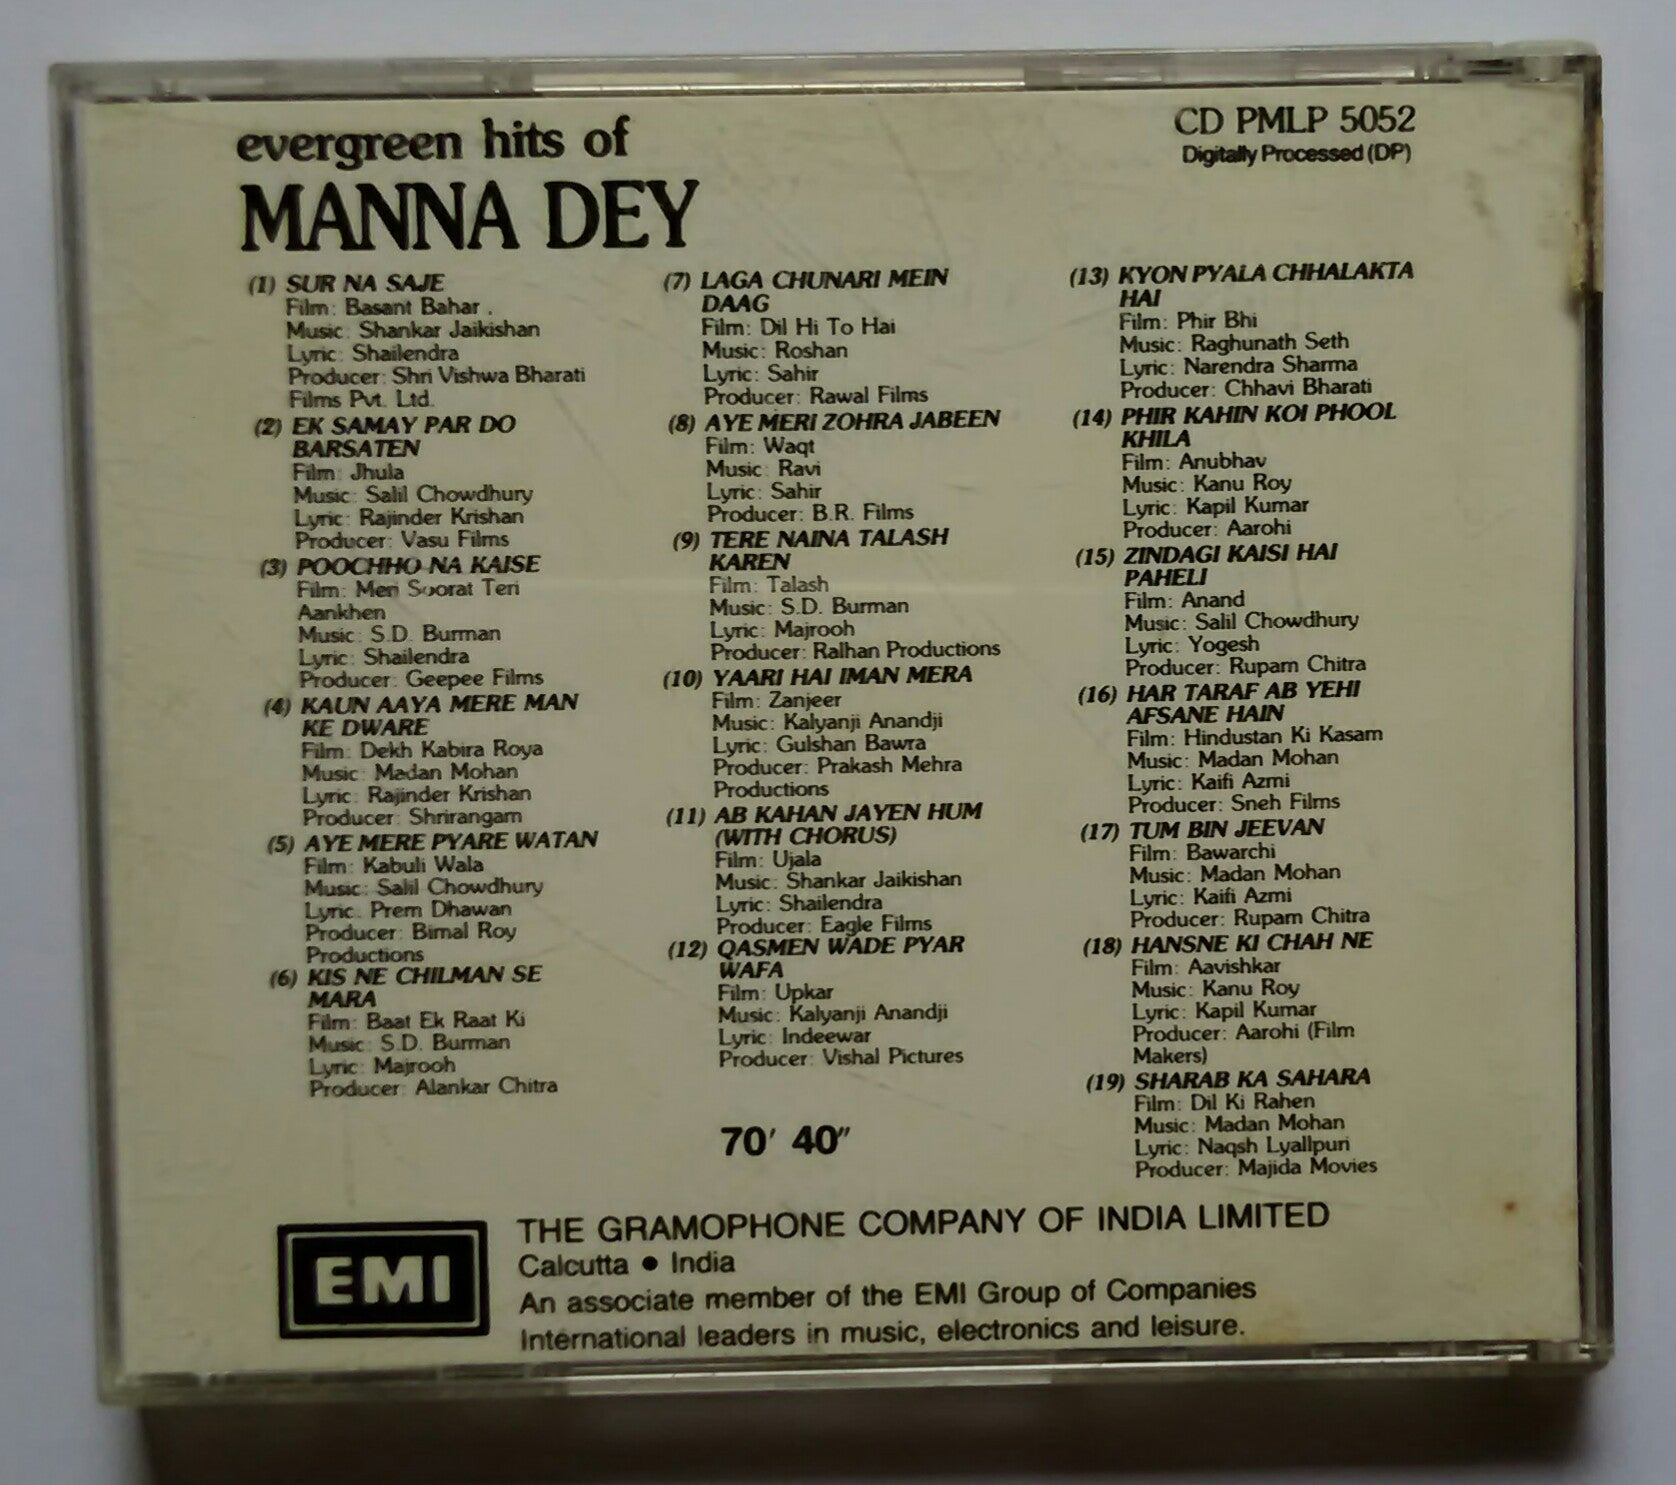 evergreen hits of
MANNA DEY
CD PMLP 5052
Digitally Processed (DP)
(1) SUR NA SAJE
Film: Basant Bahar .
Music: Shankar Jaikishan
Lyric: Shailendra
Producer: Shri Vishwa Bharati
Films Pvt. Ltd.
(2) EK SAMAY PAR DO
BARSATEN
Film: Jhula
Music: Salil Chowdhury
Lyric: Rajinder Krishan
Producer: Vasu Films
(3) POOCHHO NA KAISE
Film: Meri Soorat Teri
Aankhen
Music: S.D. Burman
Lyric: Shailendra
Producer: Geepee Films
(4) KAUN AAYA MERE MAN
KE DWARE
Film: Dekh Kabira Roya
Music: Madan Mohan
Lyric: Rajinder Krishan
Producer: Shrirangam
(5) AYE MERE PYARE WATAN
Film: Kabuli Wala
Music: Salil Chowdhury
Lyric: Prem Dhawan
Producer: Bimal Roy
Productions
(6) KIS NE CHILMAN SE
MARA
Film: Baat Ek Raat Ki
Music: S.D. Burman
Lyric: Majrooh
Producer: Alankar Chitra
(7) LAGA CHUNARI MEIN
DAAG
Film: Dil Hi To Hai
Music: Roshan
Lyric: Sahir
Producer: Rawal Films
(8) AYE MERI ZOHRA JABEEN
Film: Waqt
Music: Ravi
Lyric: Sahir
Producer: B.R. Films
(9) TERE NAINA TALASH
KAREN
Film: Talash
Music: S.D. Burman
Lyric: Majrooh
Producer: Ralhan Productions
(10) YAARI HAI IMAN MERA
Film: Zanjeer
Music: Kalyanji Anandji
Lyric: Gulshan Bawra
Producer: Prakash Mehra
Productions
(11) AB KAHAN JAYEN HUM
(WITH CHORUS)
Film: Ujala
Music: Shankar Jaikishan
Lyric: Shailendra
Producer: Eagle Films
(12) QASMEN WADE PYAR
WAFA
Film: Upkar
Music: Kalyanji Anandji
Lyric: Indeewar
Producer: Vishal Pictures
(13) KYON PYALA CHHALAKTA
HAI
Film: Phir Bhi
Music: Raghunath Seth
Lyric: Narendra Sharma
Producer: Chhavi Bharati
(14) PHIR KAHIN KOI PHOOL
KHILA
Film: Anubhav
Music: Kanu Roy
Lyric: Kapil Kumar
Producer: Aarohi
(15) ZINDAGI KAISI HAI
PAHELI
Film: Anand
Music: Salil Chowdhury
Lyric: Yogesh
Producer: Rupam Chitra
(16) HAR TARAF AB YEHI
AFSANE HAIN
Film: Hindustan Ki Kasam
Music: Madan Mohan
Lyric: Kaifi Azmi
Producer: Sneh Films
(17) TUM BIN JEEVAN
Film: Bawarchi
Music: Madan Mohan
Lyric: Kaifi Azmi
Producer: Rupam Chitra
(18) HANSNE KI CHAH NE
Film: Aavishkar
Music: Kanu Roy
Lyric: Kapil Kumar
Producer: Aarohi (Film
Makers)
(19) SHARAB KA SAHARA
Film: Dil Ki Rahen
Music: Madan Mohan
Lyric: Naqsh Lyallpuri
Producer: Majida Movies
70' 40"
EMI
THE GRAMOPHONE COMPANY OF INDIA LIMITED
Calcutta ● India
An associate member of the EMI Group of Companies
International leaders in music, electronics and leisure.